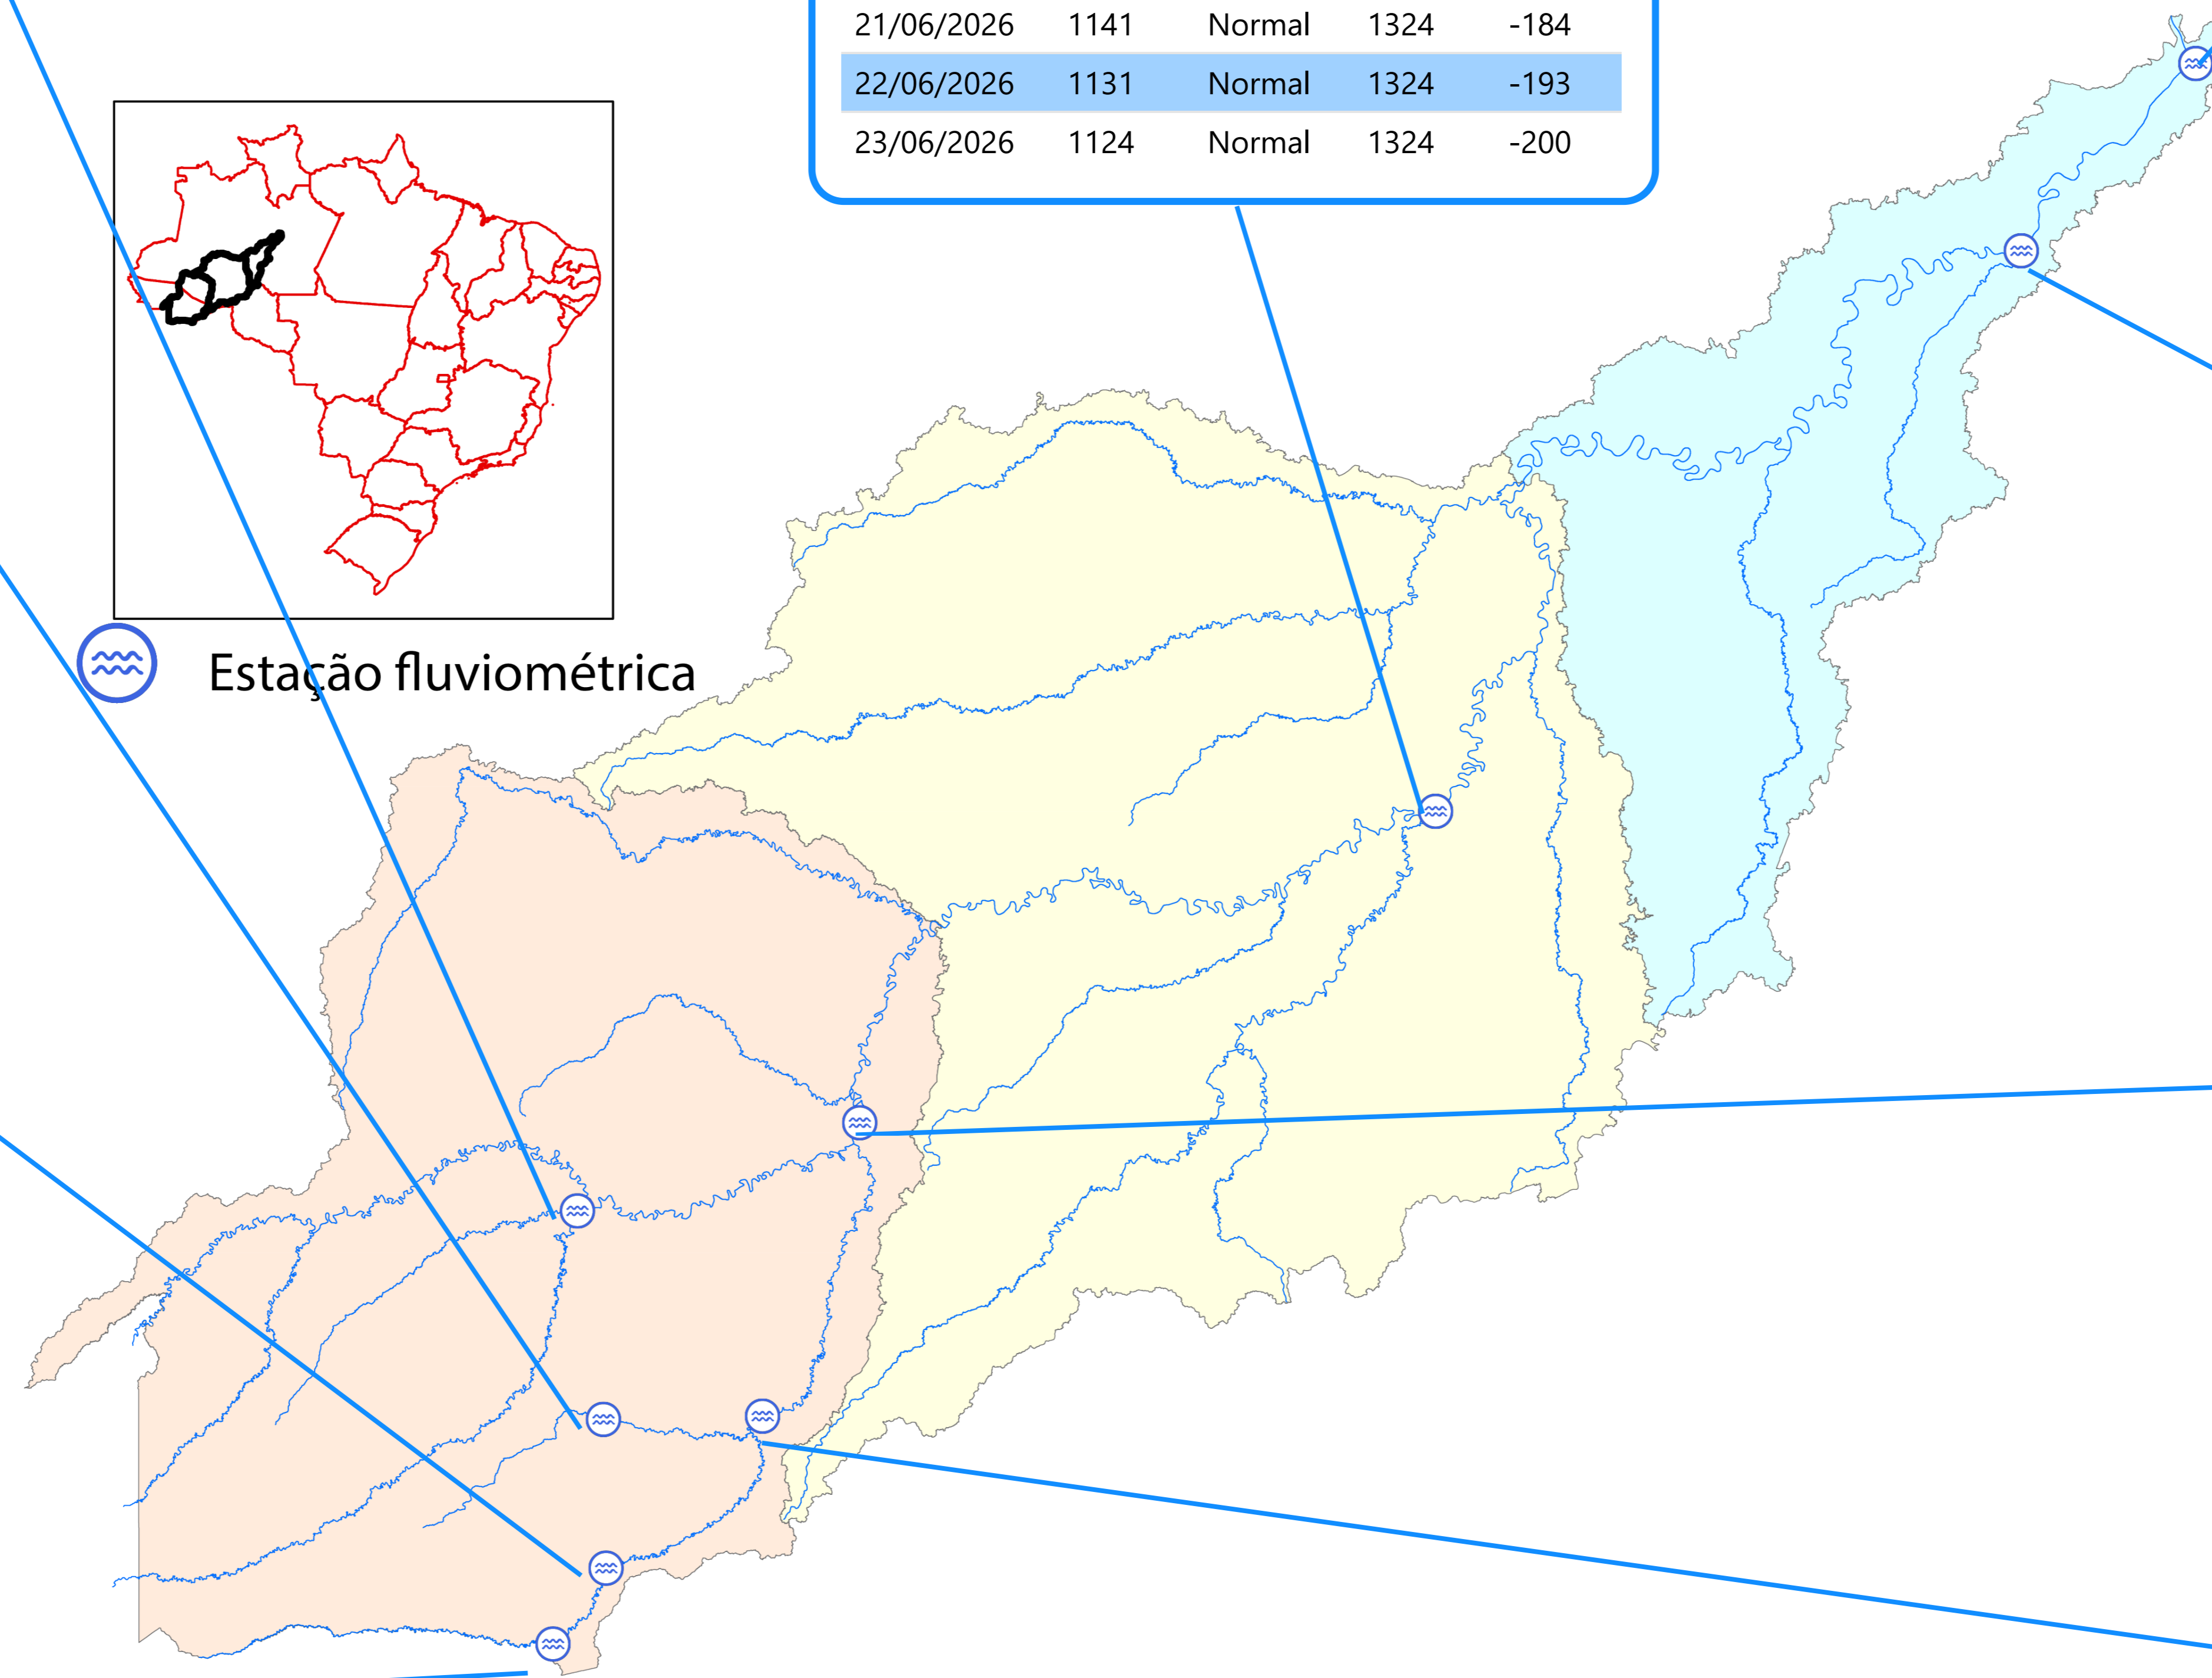 21/06/2026 1141 Normal 1324 -184
22/06/2026 1131 Normal 1324 -193
23/06/2026 1124 Normal 1324 -200
Estação fluviométrica